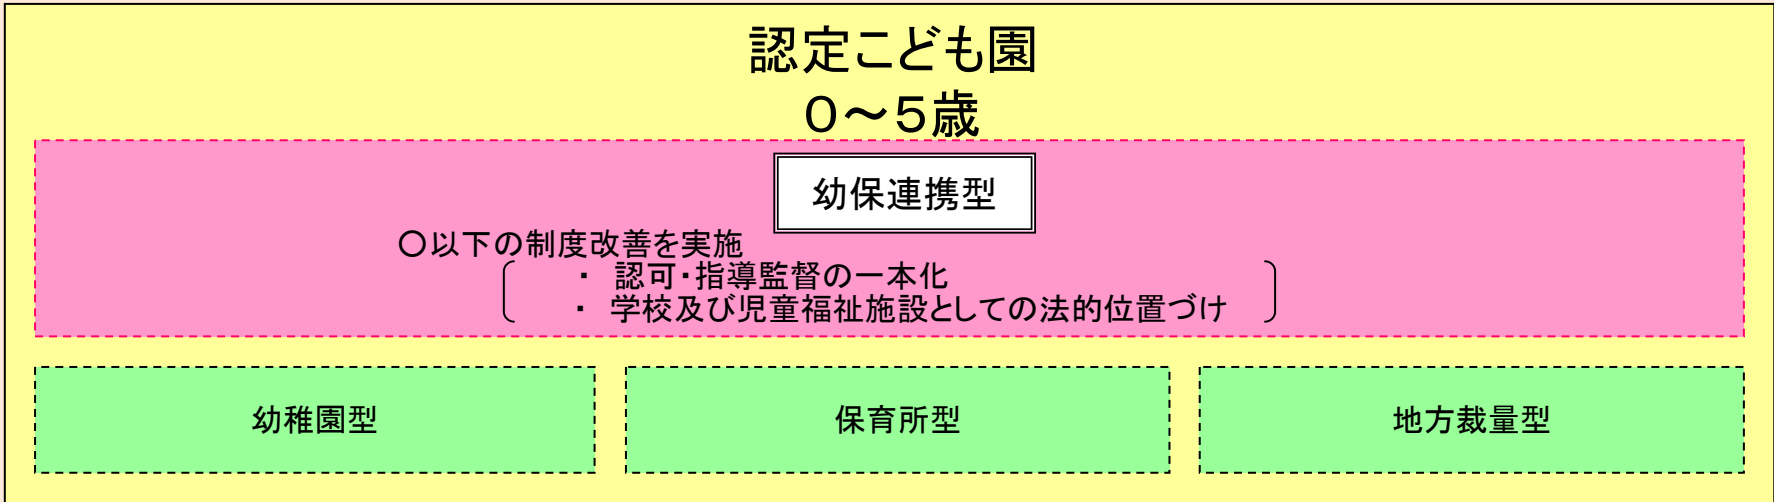 認定こども園
０～５歳
幼保連携型
○以下の制度改善を実施
・ 認可・指導監督の一本化
・ 学校及び児童福祉施設としての法的位置づけ
幼稚園型
保育所型
地方裁量型